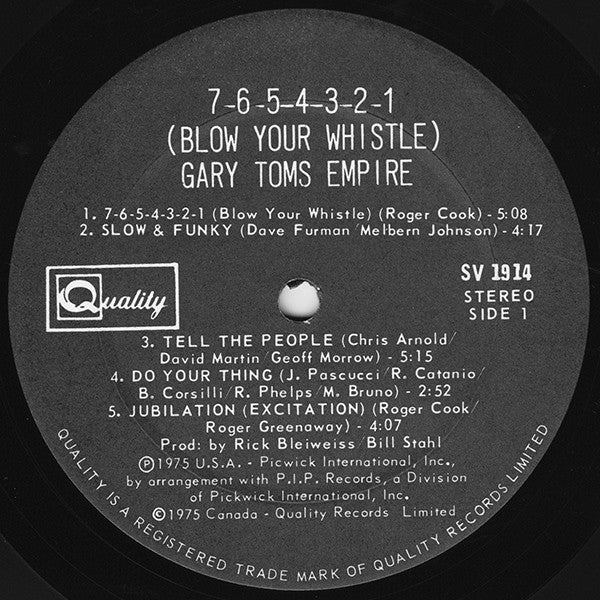 7-6-5-4-3-2-1
(BLOW YOUR WHISTLE)
GARY TOMS EMPIRE
1. 7-6-5-4-3-2-1 (Blow Your Whistle) (Roger Cook) - 5:08
2. SLOW & FUNKY (Dave Furman/Melbern Johnson) - 4:17
Quality
SV 1914
STEREO
SIDE 1
3. TELL THE PEOPLE (Chris Arnold/
David Martin/Geoff Morrow) - 5:15
4. DO YOUR THING (J. Pascucci/R. Catanio/
B. Corsilli/R. Phelps/M. Bruno) - 2:52
5. JUBILATION (EXCITATION) (Roger Cook/
Roger Greenaway) - 4:07
Prod: by Rick Bleiweiss/Bill Stahl
Ⓟ1975 U.S.A. - Picwick International, Inc.,
by arrangement with P.I.P. Records, a Division
of Pickwick International, Inc.
©1975 Canada - Quality Records Limited
QUALITY IS A REGISTERED TRADE MARK OF QUALITY RECORDS LIMITED